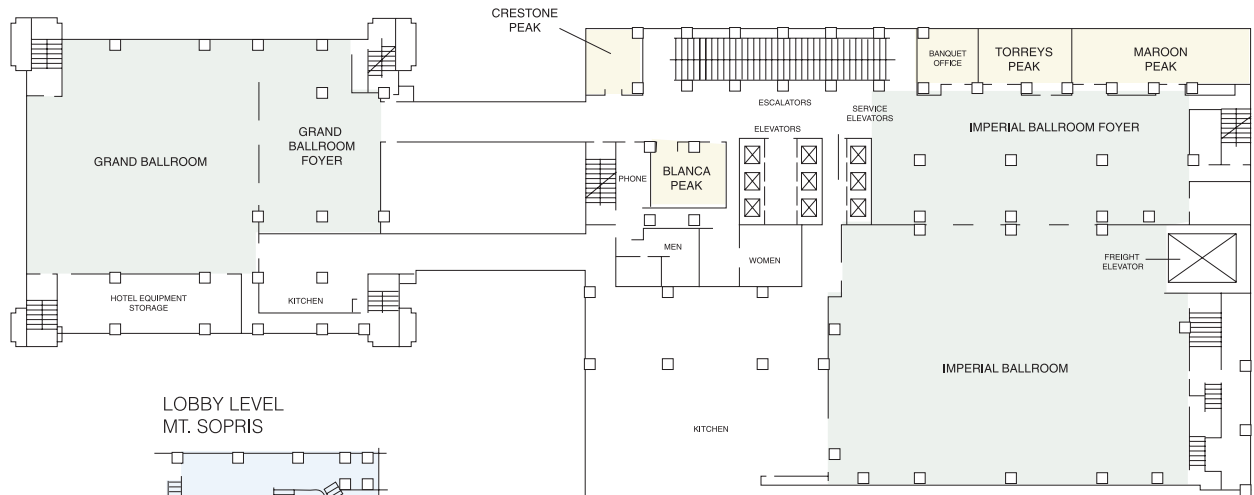 CRESTONE
PEAK
BANQUET
OFFICE
TORREYS
PEAK
MAROON
PEAK
ESCALATORS
SERVICE
ELEVATORS
ELEVATORS
GRAND BALLROOM
GRAND
BALLROOM
FOYER
IMPERIAL BALLROOM FOYER
PHONE
BLANCA
PEAK
MEN
WOMEN
FREIGHT
ELEVATOR
HOTEL EQUIPMENT
STORAGE
KITCHEN
IMPERIAL BALLROOM
LOBBY LEVEL
MT. SOPRIS
KITCHEN